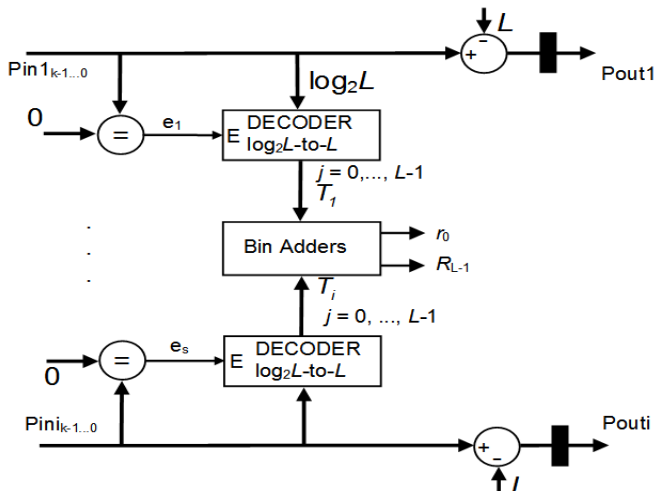 L
+ -
Pin1k-1...0
Pout1
log2L
0
=
e1
E DECODER
log2L-to-L
j = 0,..., L-1
T1
Bin Adders
r0
RL-1
Ti
j = 0, ..., L-1
0
=
es
E DECODER
log2L-to-L
Pinik-1...0
+ -
Pouti
L